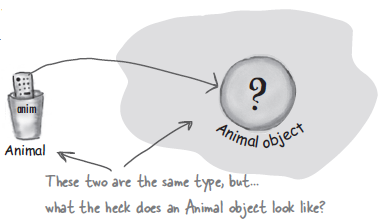 anim
Animal
?
Animal object
These two are the same type, but...
what the heck does an Animal object look like?